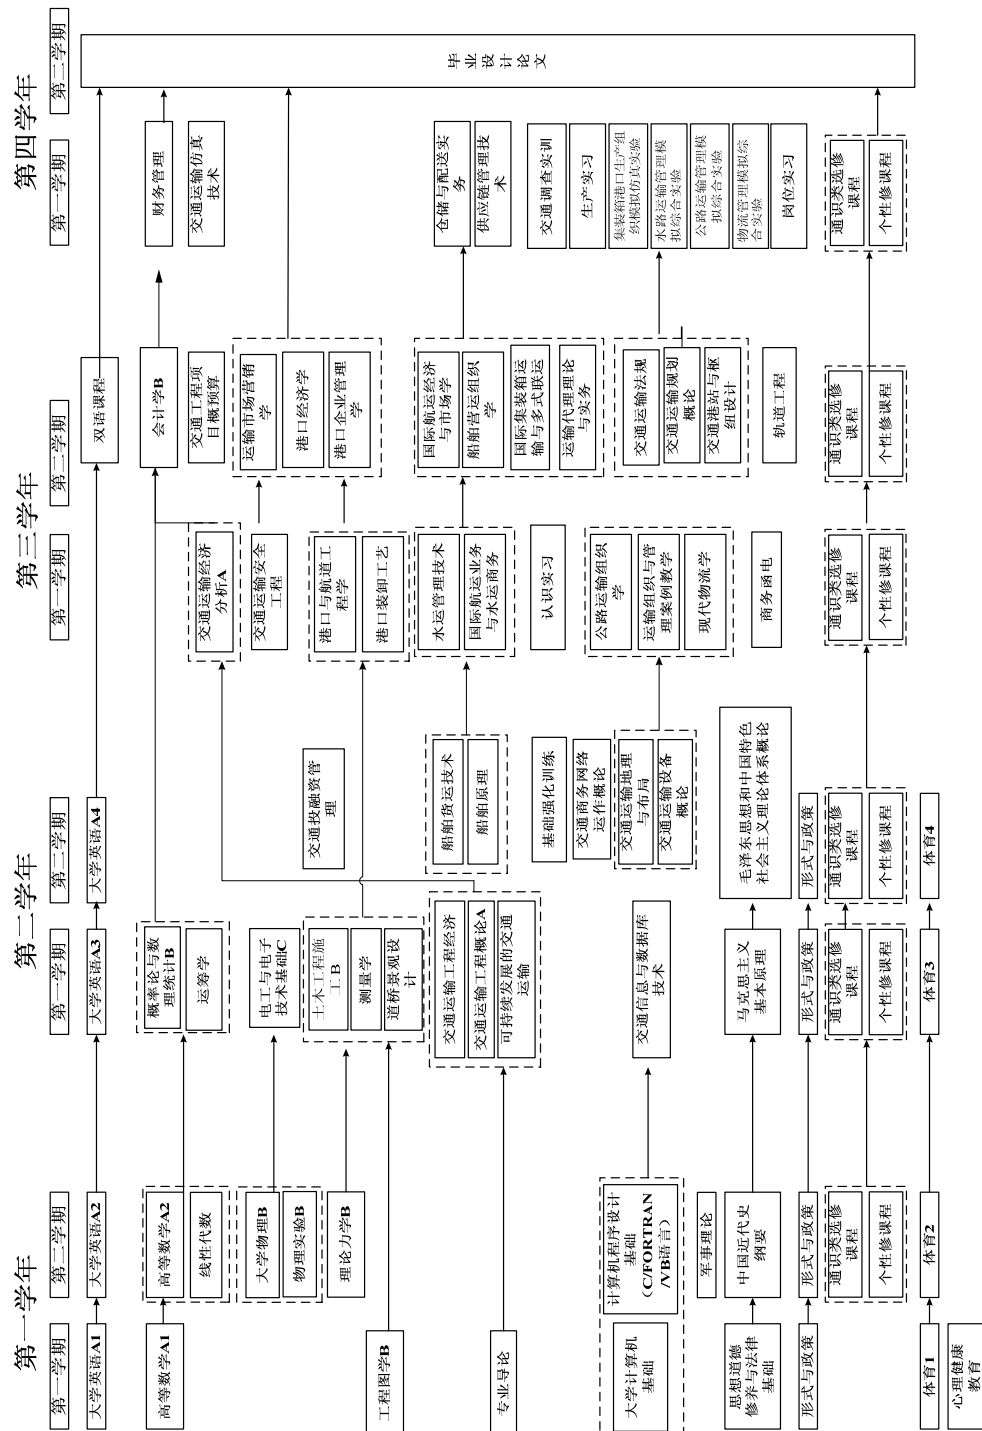 第一学年
第二学年
第三学年
第四学年
第一学期
第二学期
第一学期
第二学期
第一学期
第二学期
第一学期
第二学期
大学英语A1
大学英语A2
大学英语A3
大学英语A4
双语课程
高等数学A1
高等数学A2
线性代数
概率论与数
理统计B
运筹学
会计学B
交通工程项
目概预算
财务管理
交通运输仿真
技术
大学物理B
物理实验B
理论力学B
电工与电子
技术基础C
土木工程施
工B
测量学
道桥景观设
计
交通投融资管
理
交通运输经济
分析A
交通运输安全
工程
港口与航道工
程学
港口装卸工艺
运输市场营销
学
港口经济学
港口企业管理
学
工程图学B
专业导论
交通运输工程经济
交通运输工程概论A
可持续发展的交通
运输
船舶货运技术
船舶原理
水运管理技术
国际航运业务
与水运商务
认识实习
国际航运经济
与市场学
船舶营运组织
学
国际集装箱运
输与多式联运
运输代理理论
与实务
仓储与配送实
务
供应链管理技
术
大学计算机
基础
计算机程序设计
基础
（C/FORTRAN
/VB语言）
交通信息与数据库
技术
基础强化训练
交通商务网络
运作概论
交通运输地理
与布局
交通运输设备
概论
公路运输组织
学
运输组织与管
理案例教学
现代物流学
商务函电
交通运输法规
交通运输规划
概论
交通港站与枢
纽设计
轨道工程
交通调查实训
生产实习
集装箱港口生产组
织模拟仿真实验
水路运输管理模
拟综合实验
公路运输管理模
拟综合实验
物流管理模拟综
合实验
岗位实习
军事理论
思想道德
修养与法律
基础
中国近代史
纲要
马克思主义
基本原理
毛泽东思想和中国特色
社会主义理论体系概论
形式与政策
形式与政策
形式与政策
形式与政策
通识类选修
课程
个性修课程
通识类选修
课程
个性修课程
通识类选修
课程
个性修课程
通识类选修
课程
个性修课程
通识类选修
课程
个性修课程
通识类选修
课程
个性修课程
体育1
体育2
体育3
体育4
心理健康
教育
毕业设计论文